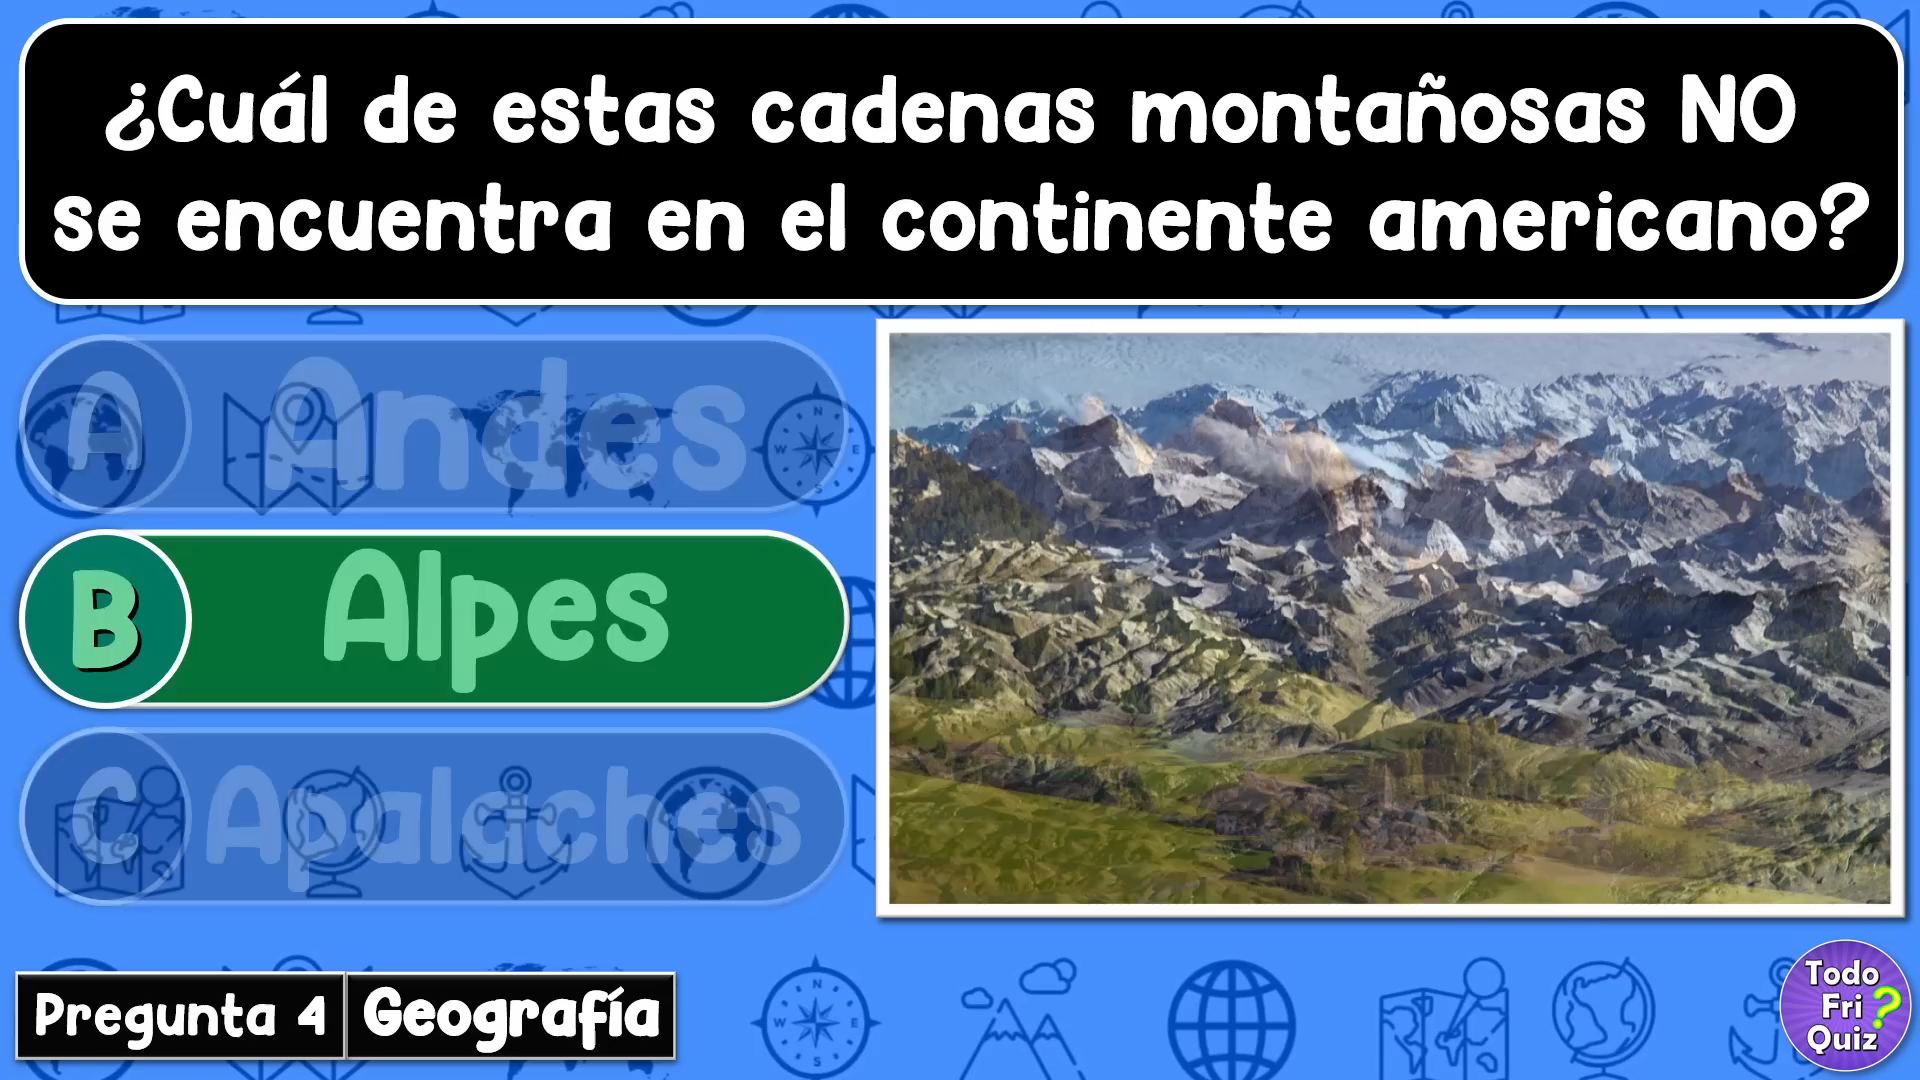 ¿Cuál de estas cadenas montañosas NO
se encuentra en el continente americano?
A Andes
B Alpes
C Apalaches
Pregunta 4 Geografía
Todo
Fri
Quiz ?